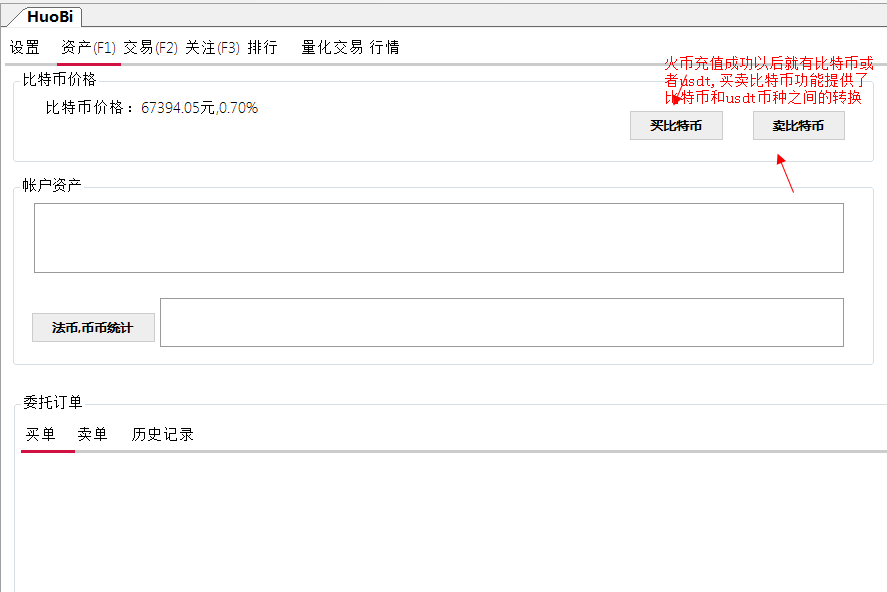 HuoBi
设置 资产(F1) 交易(F2) 关注(F3) 排行 量化交易 行情
火币充值成功以后就有比特币或
者usdt,买卖比特币功能提供了
比特币和usdt币种之间的转换
比特币价格
比特币价格：67394.05元,0.70%
买比特币 卖比特币
帐户资产
法币,币币统计
委托订单
买单 卖单 历史记录